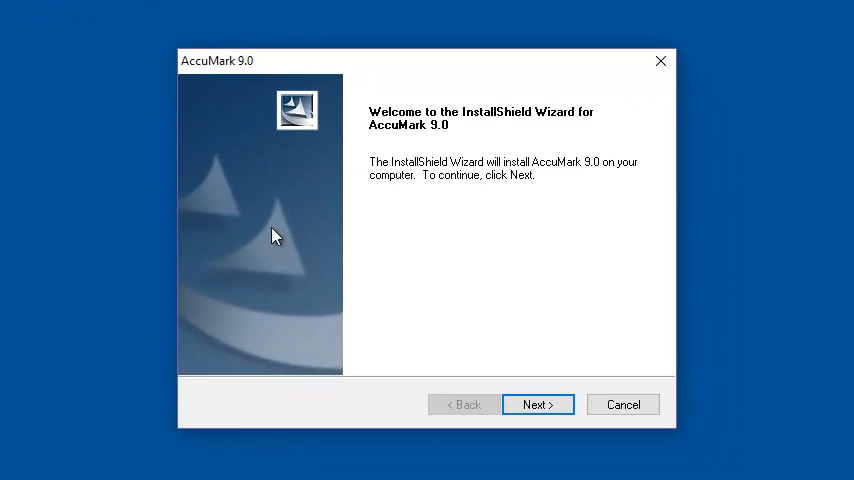 AccuMark 9.0
Welcome to the InstallShield Wizard for
AccuMark 9.0
The InstallShield Wizard will install AccuMark 9.0 on your
computer.  To continue, click Next.
< Back
Next >
Cancel